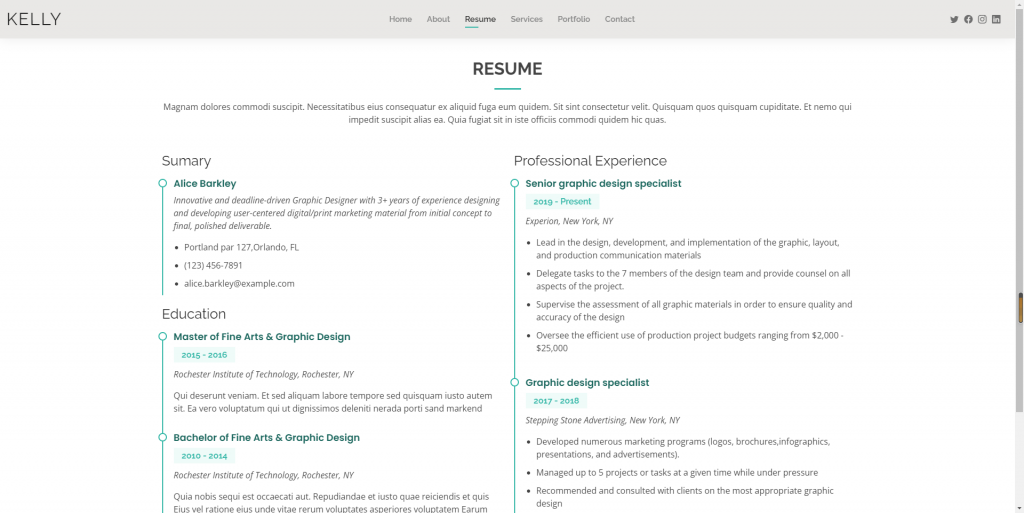 KELLY
Home
About
Resume
Services
Portfolio
Contact
RESUME
Magnam dolores commodi suscipit. Necessitatibus eius consequatur ex aliquid fuga eum quidem. Sit sint consectetur velit. Quisquam quos quisquam cupiditate. Et nemo qui
impedit suscipit alias ea. Quia fugiat sit in iste officiis commodi quidem hic quas.
Sumary
Alice Barkley
Innovative and deadline-driven Graphic Designer with 3+ years of experience designing
and developing user-centered digital/print marketing material from initial concept to
final, polished deliverable.
Portland par 127,Orlando, FL
(123) 456-7891
alice.barkley@example.com
Education
Master of Fine Arts & Graphic Design
2015 - 2016
Rochester Institute of Technology, Rochester, NY
Qui deserunt veniam. Et sed aliquam labore tempore sed quisquam iusto autem
sit. Ea vero voluptatum qui ut dignissimos deleniti nerada porti sand markend
Bachelor of Fine Arts & Graphic Design
2010 - 2014
Rochester Institute of Technology, Rochester, NY
Quia nobis sequi est occaecati aut. Repudiandae et iusto quae reiciendis et quis
Eius vel ratione eius unde vitae rerum voluptates asperiores voluptatem Earum
Professional Experience
Senior graphic design specialist
2019 - Present
Experion, New York, NY
Lead in the design, development, and implementation of the graphic, layout,
and production communication materials
Delegate tasks to the 7 members of the design team and provide counsel on all
aspects of the project.
Supervise the assessment of all graphic materials in order to ensure quality and
accuracy of the design
Oversee the efficient use of production project budgets ranging from $2,000 -
$25,000
Graphic design specialist
2017 - 2018
Stepping Stone Advertising, New York, NY
Developed numerous marketing programs (logos, brochures,infographics,
presentations, and advertisements).
Managed up to 5 projects or tasks at a given time while under pressure
Recommended and consulted with clients on the most appropriate graphic
design